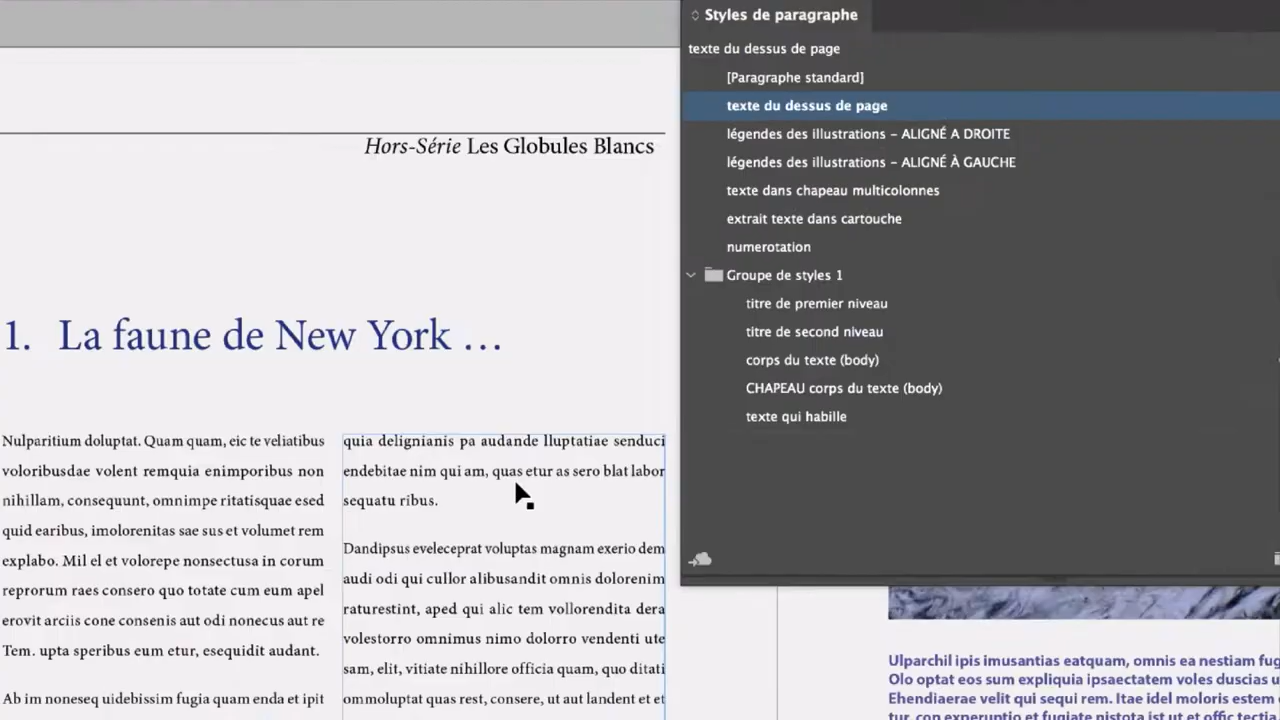 Styles de paragraphe
texte du dessus de page
[Paragraphe standard]
texte du dessus de page
légendes des illustrations – ALIGNÉ A DROITE
légendes des illustrations – ALIGNÉ À GAUCHE
texte dans chapeau multicolonnes
extrait texte dans cartouche
numerotation
Groupe de styles 1
titre de premier niveau
titre de second niveau
corps du texte (body)
CHAPEAU corps du texte (body)
texte qui habille
Hors-Série Les Globules Blancs
1. La faune de New York …
Nulparitium doluptat. Quam quam, eic te veliatibus
voloribusdae volent remquia enimporibus non
nihillam, consequunt, omnimpe ritatisquae esed
quid earibus, imolorenitas sae sus et volumet rem
explabo. Mil el et volorepe nonsectusa in corum
reprorum raes consero quo totate cum eum apel
erovit arciis cone consenis aut odi nonecus aut re
Tem. upta speribus eum etur, esequidit audant.
Ab im noneseq uidebissim fugia quam enda et ipit
quia delignianis pa audande lluptatiae senduci
endebitae nim qui am, quas etur as sero blat labor
sequatu ribus.
Dandipsus eveleceprat voluptas magnam exerio dem
audi odi qui cullor alibusandit omnis dolorenim
raturestint, aped qui alic tem vollorendita dera
volestorro omnimus nimo dolorro vendenti ute
sam, elit, vitiate nihillore officia quam, quo ditati
ommoluptat quas rest, consere, ut aut landent et et
Ulparchil ipis imusantias eatquam, omnis ea nestiam fug
Olo optat eos sum expliquia ipsaectatem voles duscias u
Ehendiaerae velit qui sequi rem. Itae idel moloris estem
tur, con experuptio et fugiate nistota ist ut et offic tectia